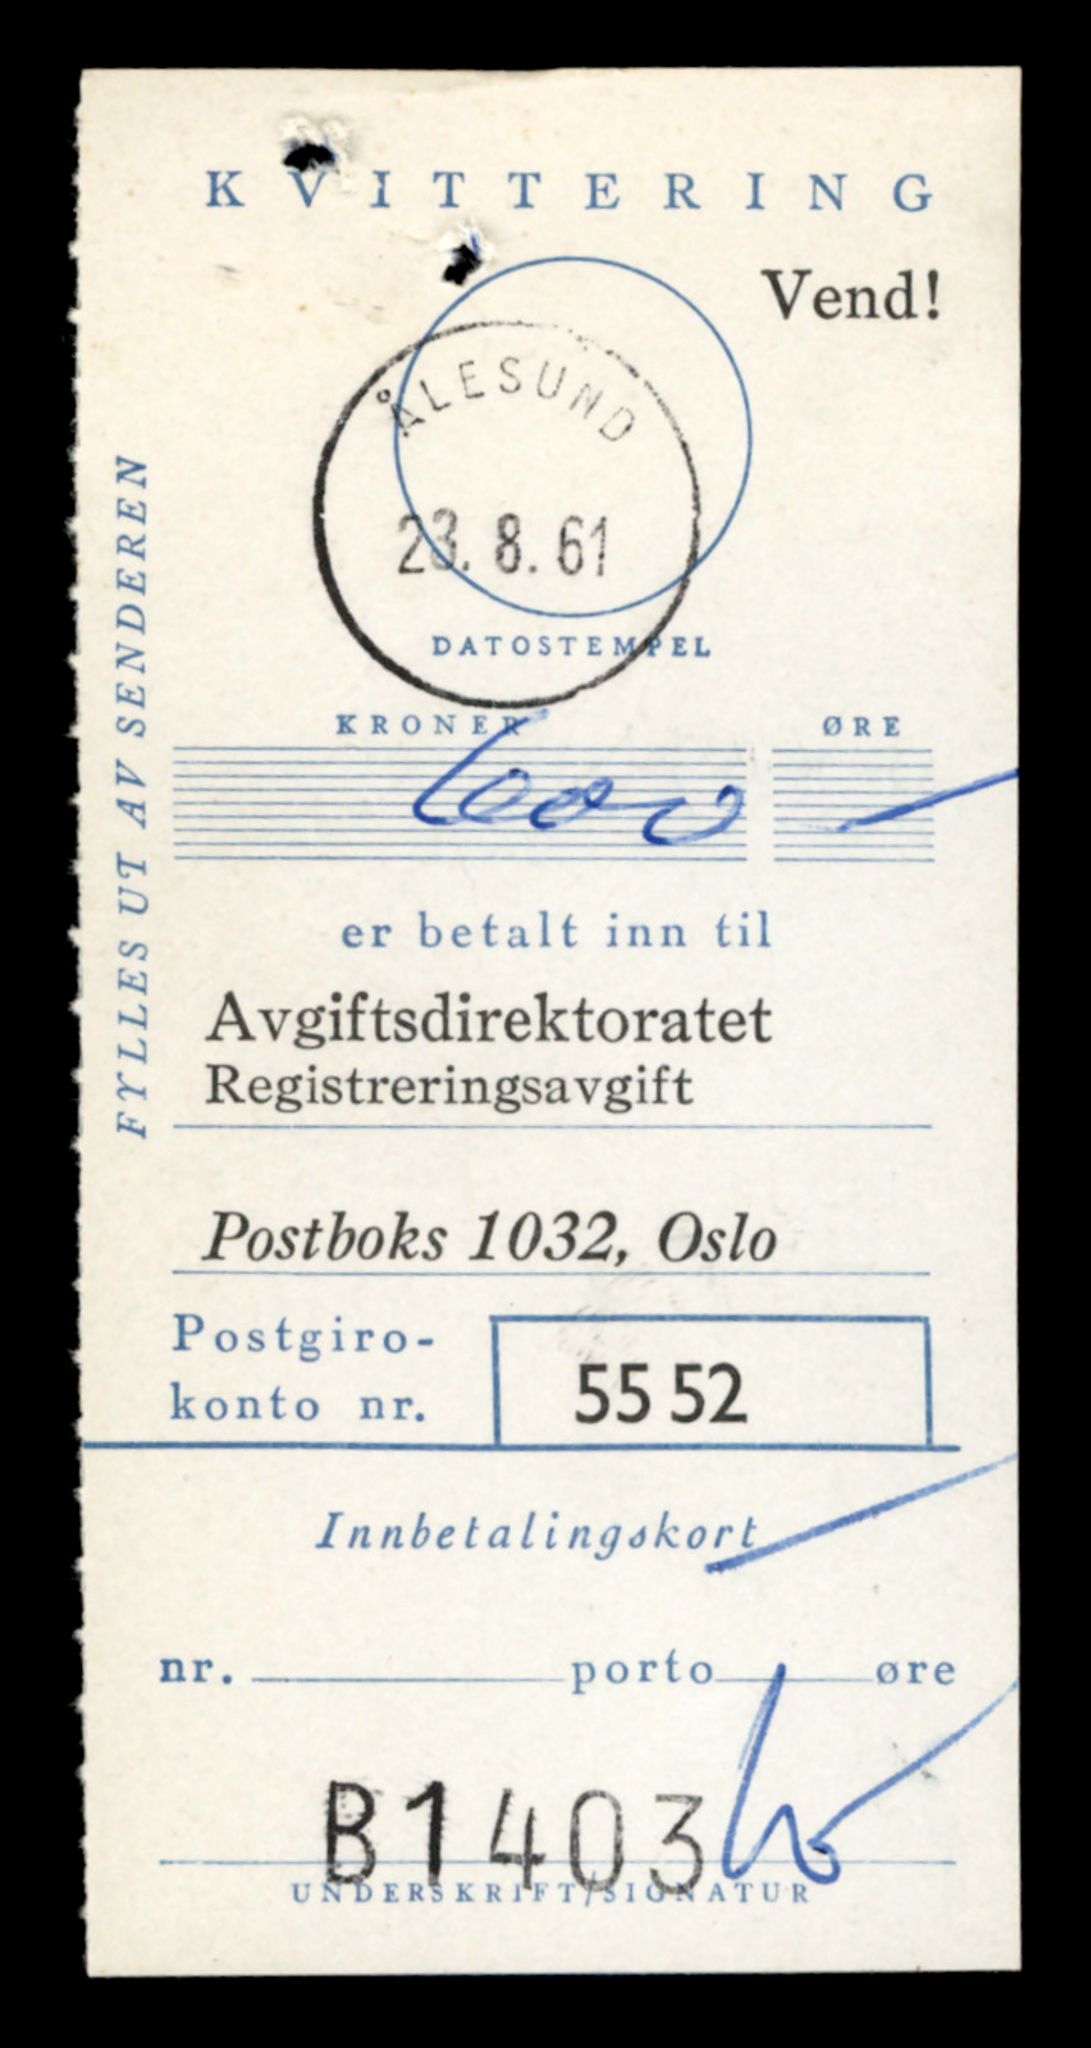 KVITTERING
Vend!
ÅLESUND
23.8.61
DATOSTEMPEL
FYLLES UT AV SENDEREN
KRONER ØRE
er betalt inn til
Avgiftsdirektoratet
Registreringsavgift
Postboks 1032, Oslo
Postgiro-
konto nr. 55 52
Innbetalingskort
nr. porto øre
B1403
UNDERSKRIFT/SIGNATUR